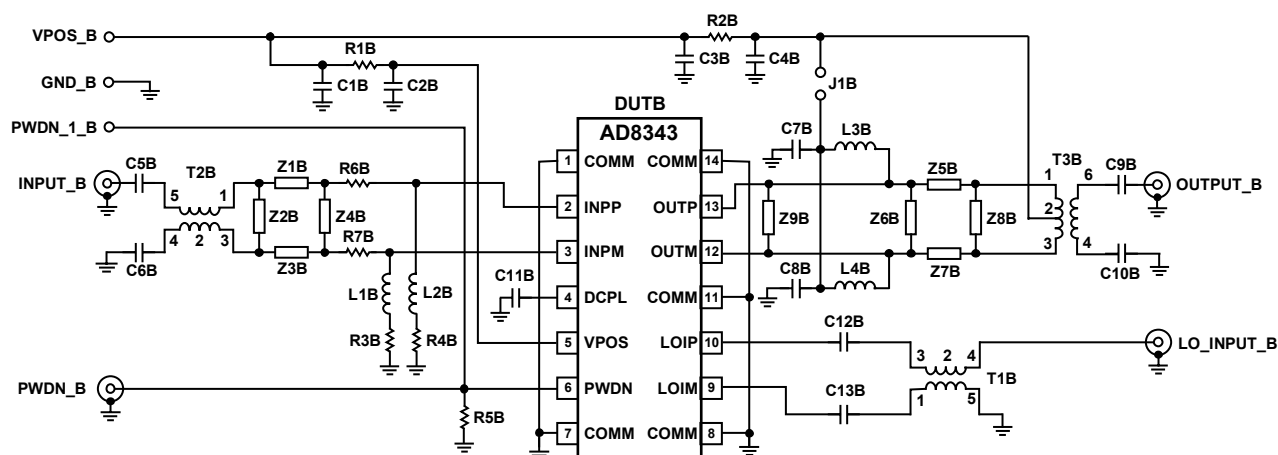 VPOS_B
R2B
R1B
C3B
C4B
GND_B
C1B
C2B
J1B
DUTB
PWDN_1_B
AD8343
C7B
L3B
C5B
T2B
Z1B
R6B
1
COMM
COMM
14
Z5B
T3B
C9B
INPUT_B
5
1
1
6
OUTPUT_B
Z2B
Z4B
2
INPP
OUTP
13
Z9B
Z6B
Z8B
2
4
2
3
R7B
3
4
C6B
Z3B
3
INPM
OUTM
12
Z7B
C10B
C11B
C8B
L4B
L1B
L2B
4
DCPL
COMM
11
C12B
R3B
R4B
5
VPOS
LOIP
10
3
2
4
LO_INPUT_B
PWDN_B
6
PWDN
LOIM
9
C13B
1
5
T1B
R5B
7
COMM
COMM
8